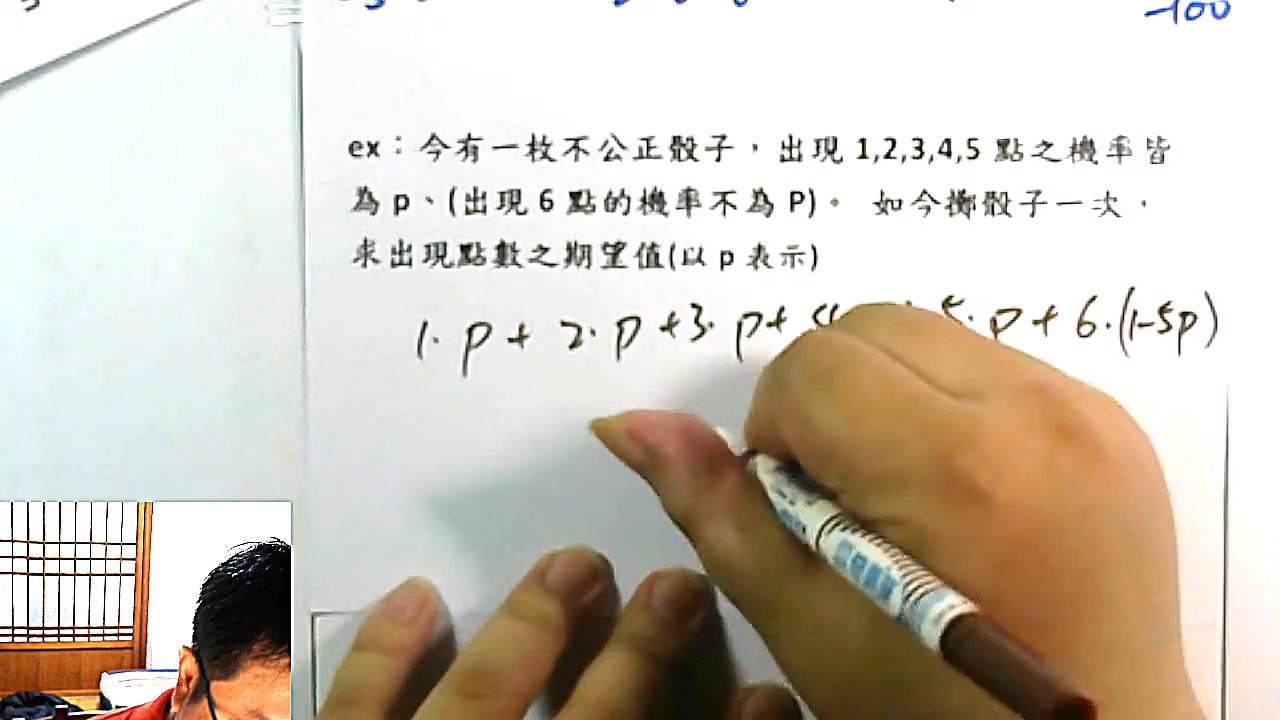 -100
ex：今有一枚不公正骰子，出現 1,2,3,4,5 點之機率皆
為 p、(出現 6 點的機率不為 P)。 如今擲骰子一次，
求出現點數之期望值(以 p 表示)
1·p + 2·p + 3·p + 5·p + 6·(1-5p)